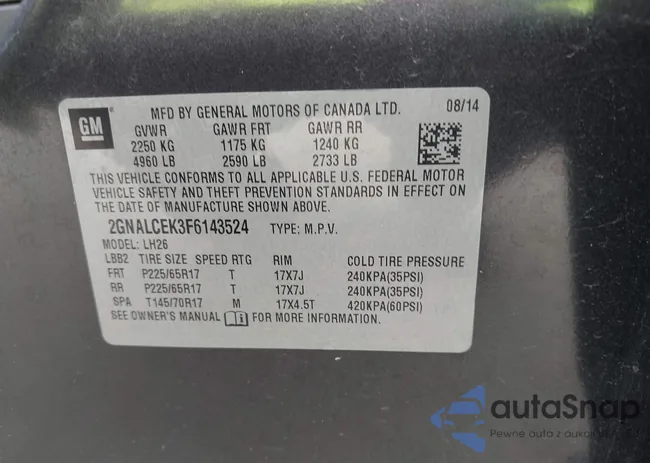 GM
MFD BY GENERAL MOTORS OF CANADA LTD. 08/14
GVWR GAWR FRT GAWR RR
2250 KG 1175 KG 1240 KG
4960 LB 2590 LB 2733 LB
THIS VEHICLE CONFORMS TO ALL APPLICABLE U.S. FEDERAL MOTOR
VEHICLE SAFETY AND THEFT PREVENTION STANDARDS IN EFFECT ON
THE DATE OF MANUFACTURE SHOWN ABOVE.
2GNALCEK3F6143524 TYPE: M.P.V.
MODEL: LH26
LBB2 TIRE SIZE SPEED RTG RIM COLD TIRE PRESSURE
FRT P225/65R17 T 17X7J 240KPA(35PSI)
RR P225/65R17 T 17X7J 240KPA(35PSI)
SPA T145/70R17 M 17X4.5T 420KPA(60PSI)
SEE OWNER'S MANUAL i FOR MORE INFORMATION.
autaSnap
Pewne auta z aukcji